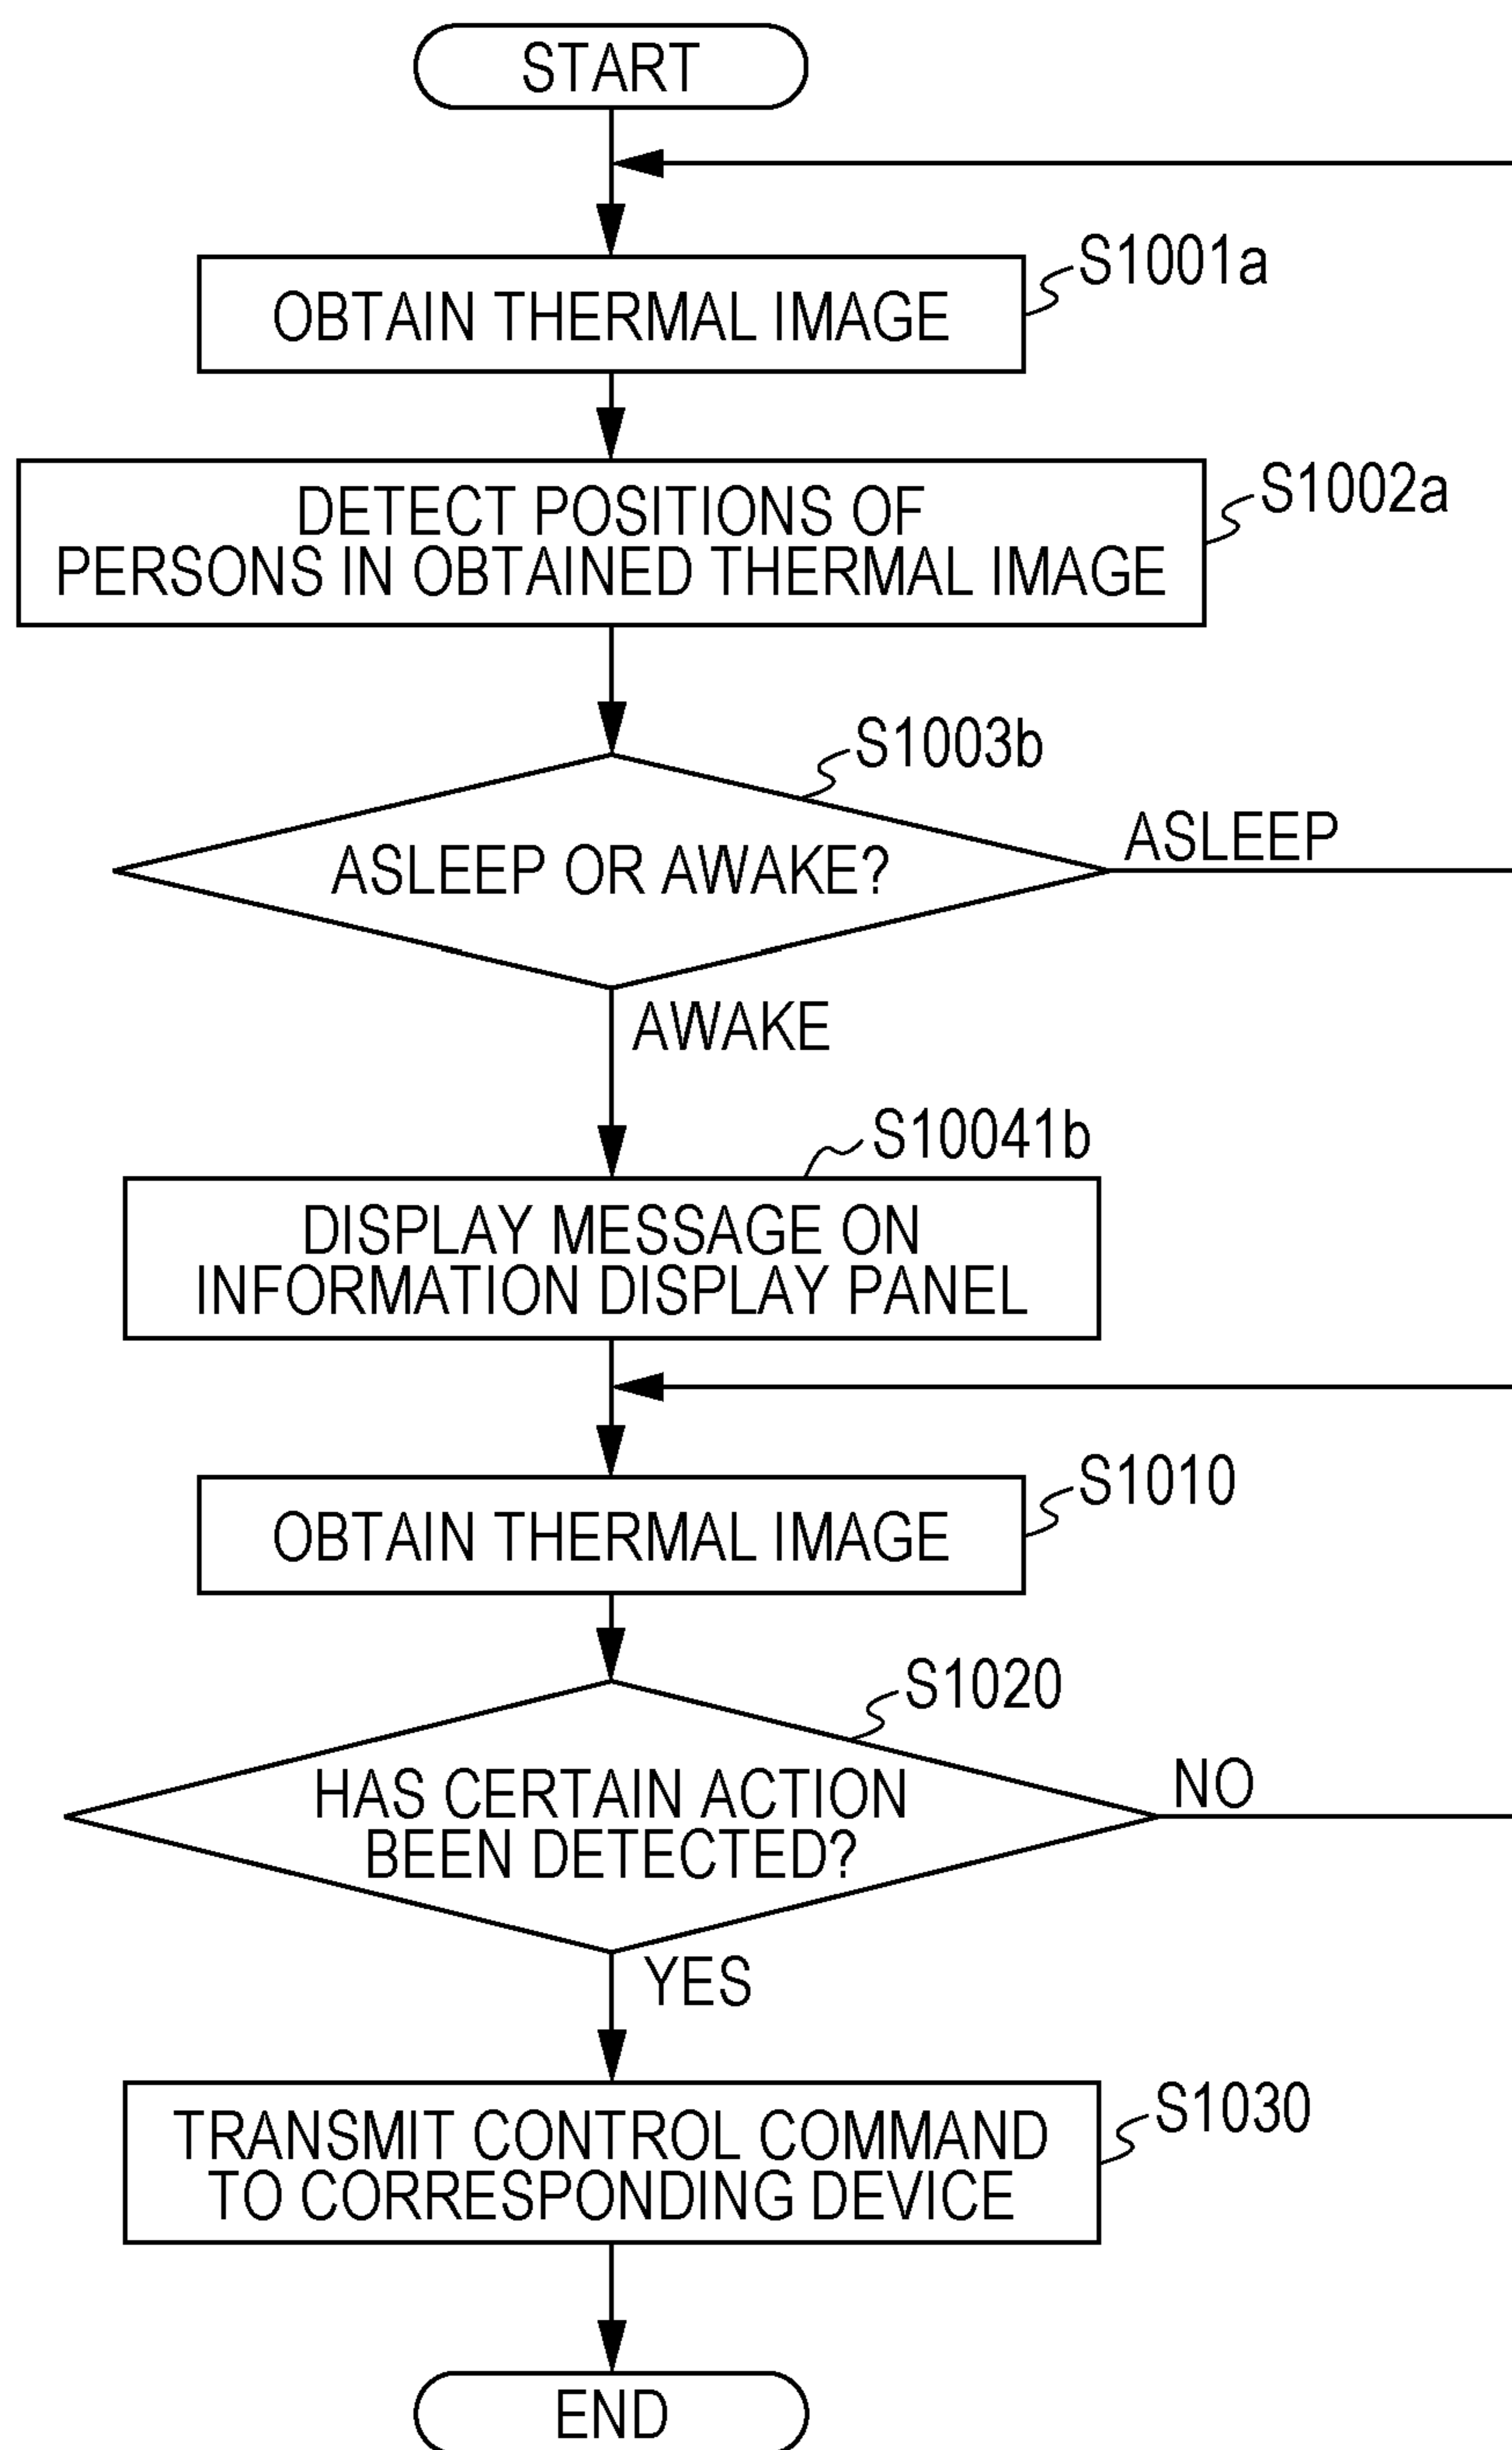 START
S1001a
OBTAIN THERMAL IMAGE
S1002a
DETECT POSITIONS OF
PERSONS IN OBTAINED THERMAL IMAGE
S1003b
ASLEEP OR AWAKE?
ASLEEP
AWAKE
S10041b
DISPLAY MESSAGE ON
INFORMATION DISPLAY PANEL
S1010
OBTAIN THERMAL IMAGE
S1020
HAS CERTAIN ACTION
BEEN DETECTED?
NO
YES
S1030
TRANSMIT CONTROL COMMAND
TO CORRESPONDING DEVICE
END